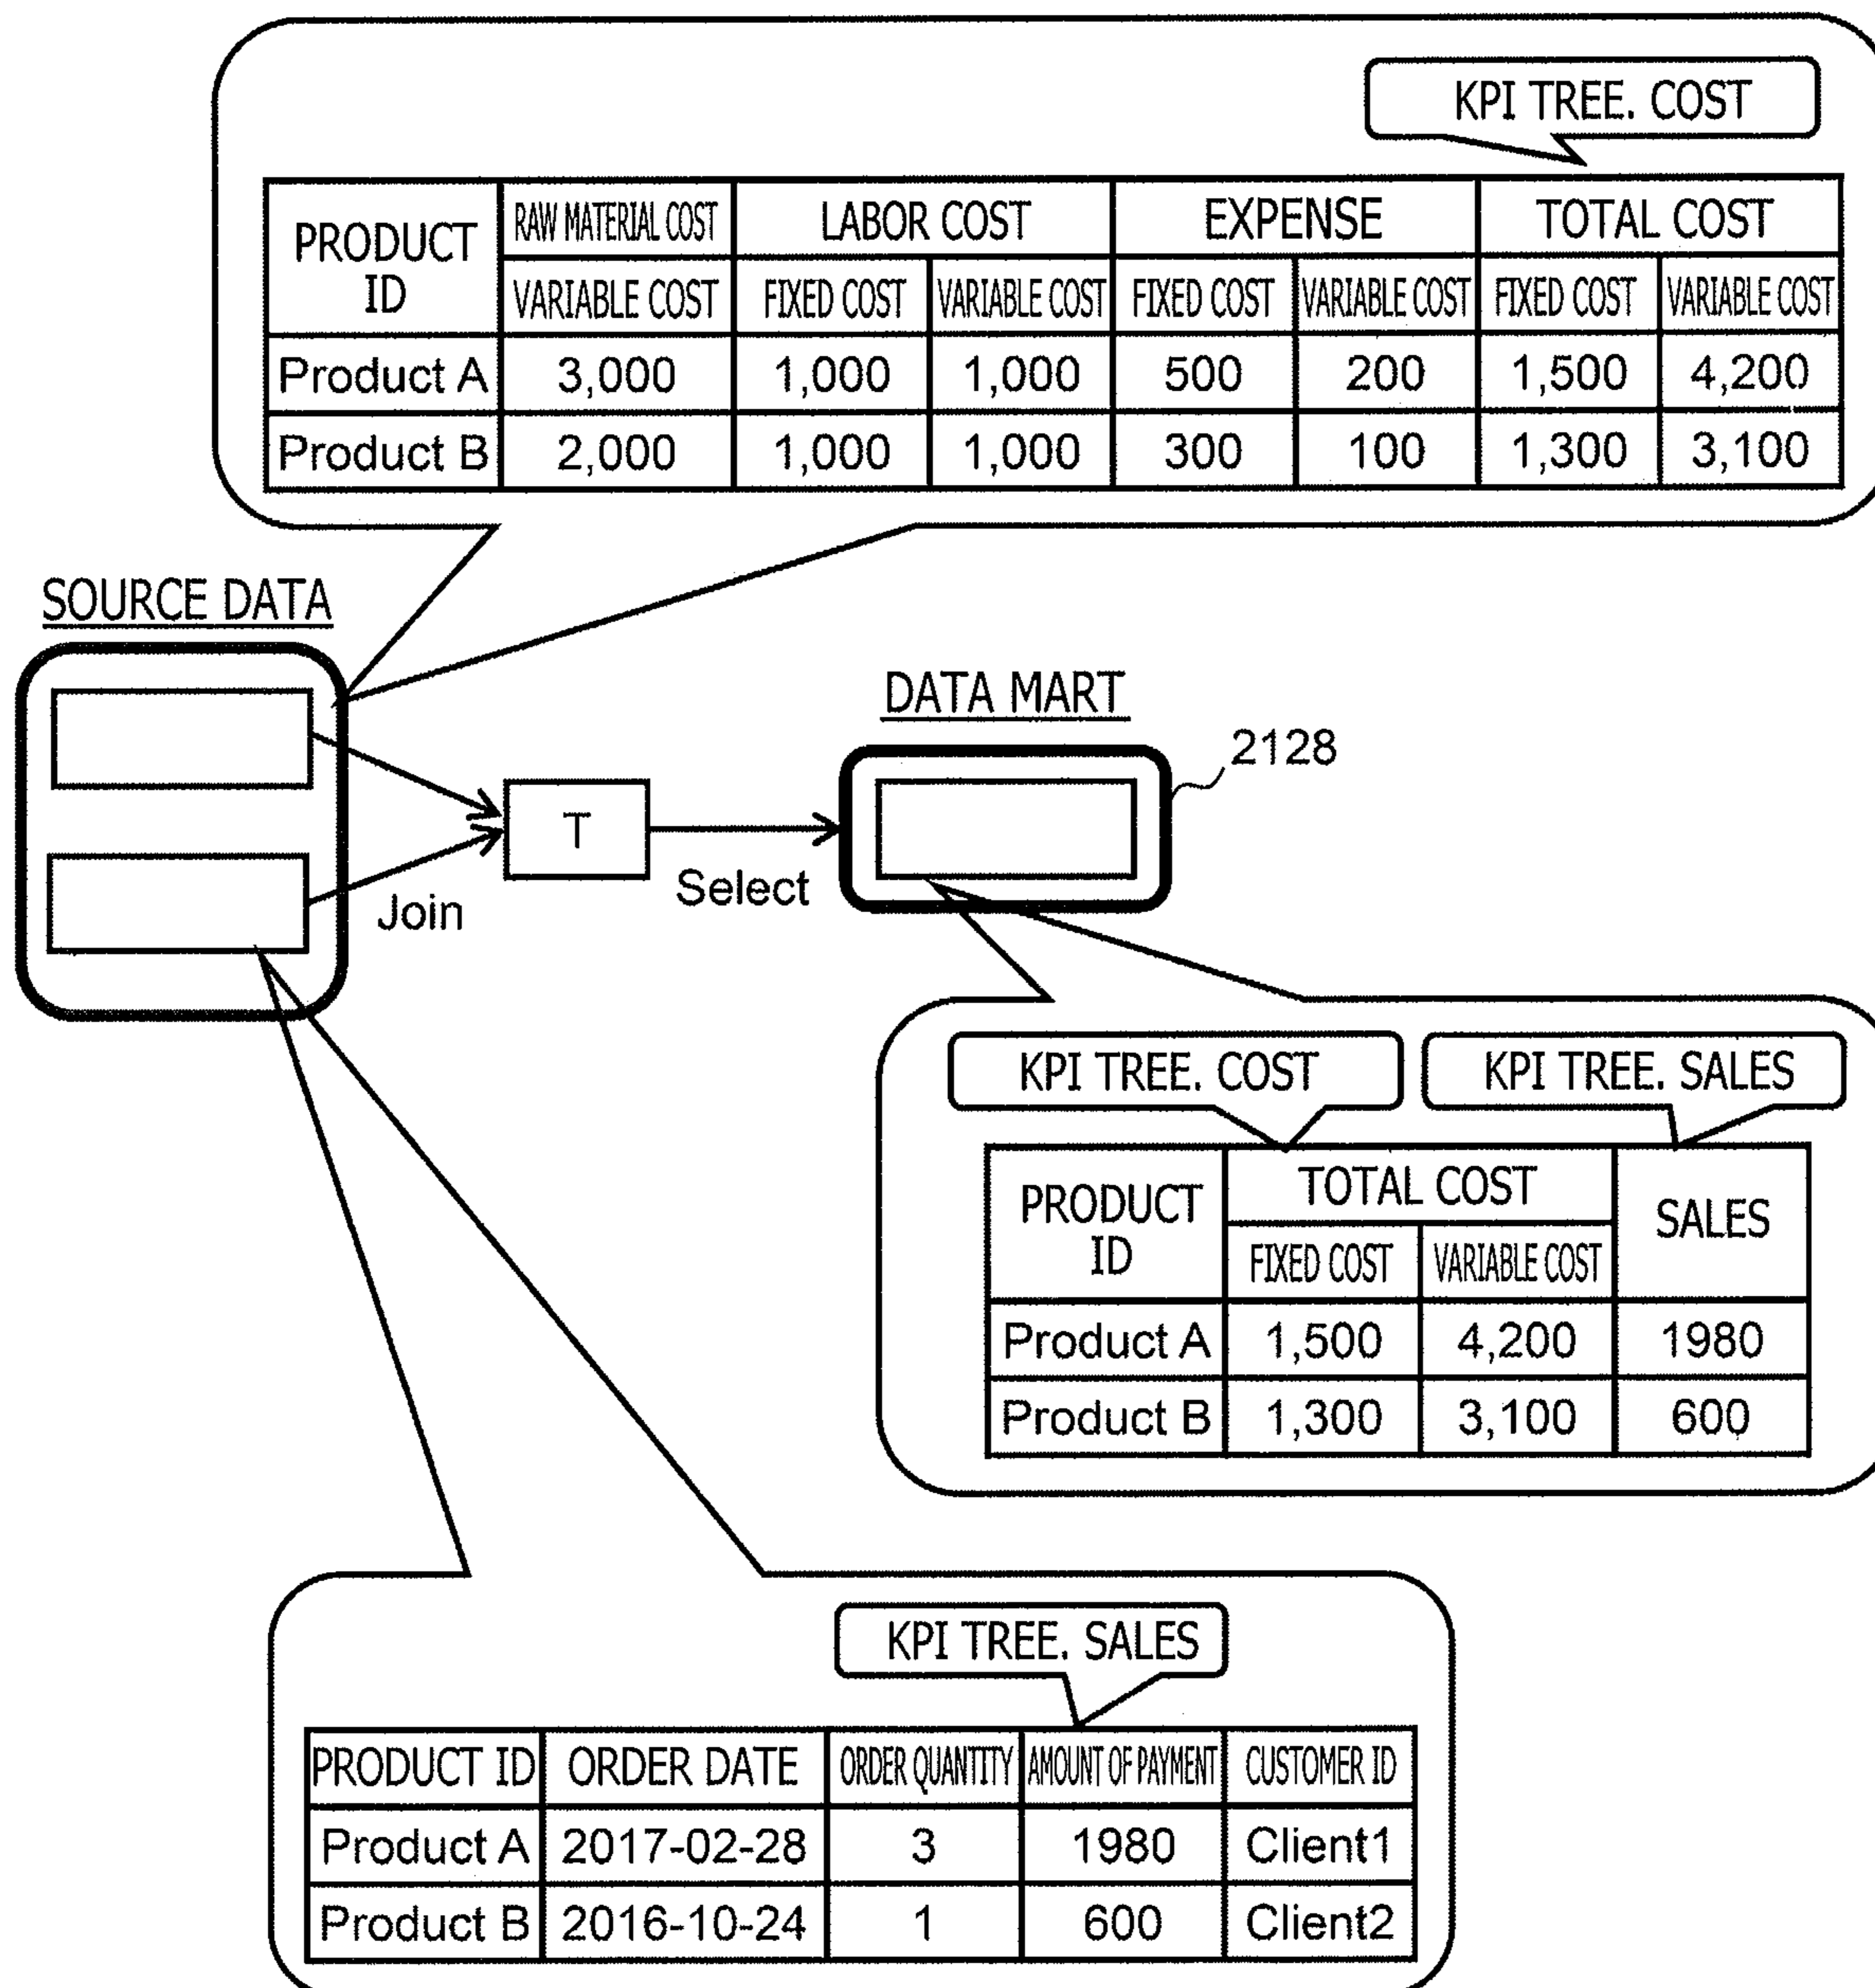 KPI TREE. COST
PRODUCT ID RAW MATERIAL COST LABOR COST EXPENSE TOTAL COST
VARIABLE COST FIXED COST VARIABLE COST FIXED COST VARIABLE COST FIXED COST VARIABLE COST
Product A 3,000 1,000 1,000 500 200 1,500 4,200
Product B 2,000 1,000 1,000 300 100 1,300 3,100
SOURCE DATA
DATA MART
2128
T
Join
Select
KPI TREE. COST KPI TREE. SALES
PRODUCT ID TOTAL COST SALES
FIXED COST VARIABLE COST
Product A 1,500 4,200 1980
Product B 1,300 3,100 600
KPI TREE. SALES
PRODUCT ID ORDER DATE ORDER QUANTITY AMOUNT OF PAYMENT CUSTOMER ID
Product A 2017-02-28 3 1980 Client1
Product B 2016-10-24 1 600 Client2